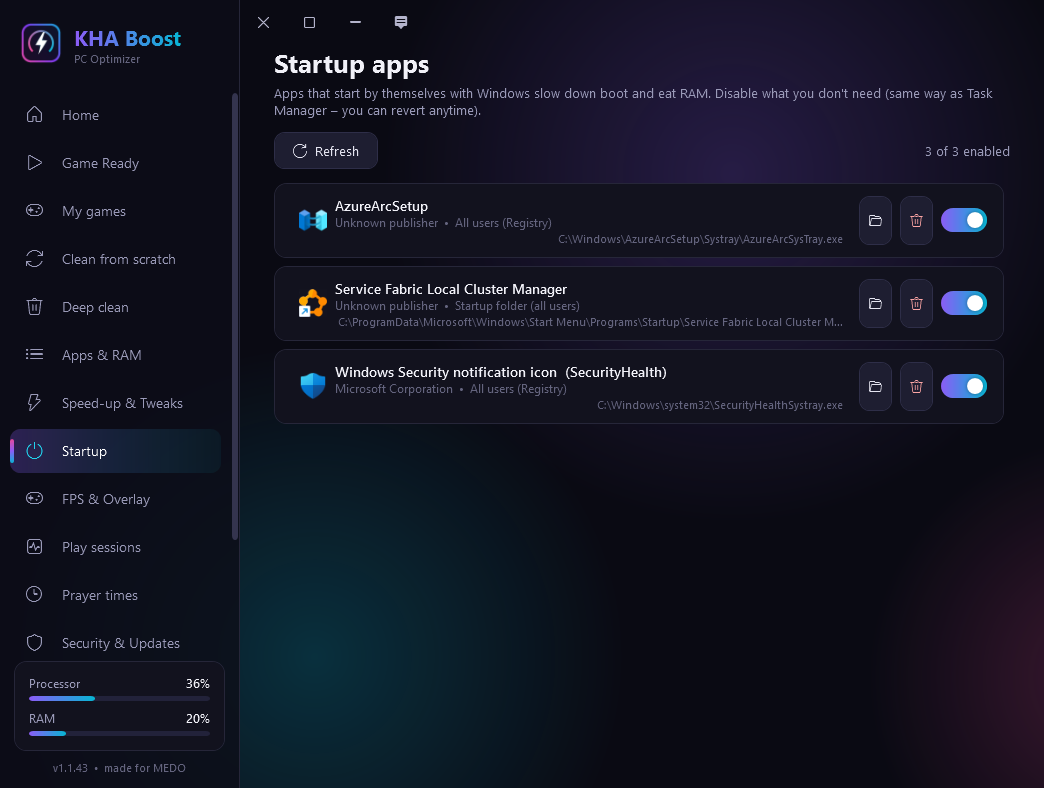 KHA Boost
PC Optimizer
Home
Game Ready
My games
Clean from scratch
Deep clean
Apps & RAM
Speed-up & Tweaks
Startup
FPS & Overlay
Play sessions
Prayer times
Security & Updates
Processor 36%
RAM 20%
v1.1.43 • made for MEDO
Startup apps
Apps that start by themselves with Windows slow down boot and eat RAM. Disable what you don't need (same way as Task
Manager – you can revert anytime).
Refresh
3 of 3 enabled
AzureArcSetup
Unknown publisher • All users (Registry)
C:\Windows\AzureArcSetup\Systray\AzureArcSysTray.exe
Service Fabric Local Cluster Manager
Unknown publisher • Startup folder (all users)
C:\ProgramData\Microsoft\Windows\Start Menu\Programs\Startup\Service Fabric Local Cluster M...
Windows Security notification icon (SecurityHealth)
Microsoft Corporation • All users (Registry)
C:\Windows\system32\SecurityHealthSystray.exe